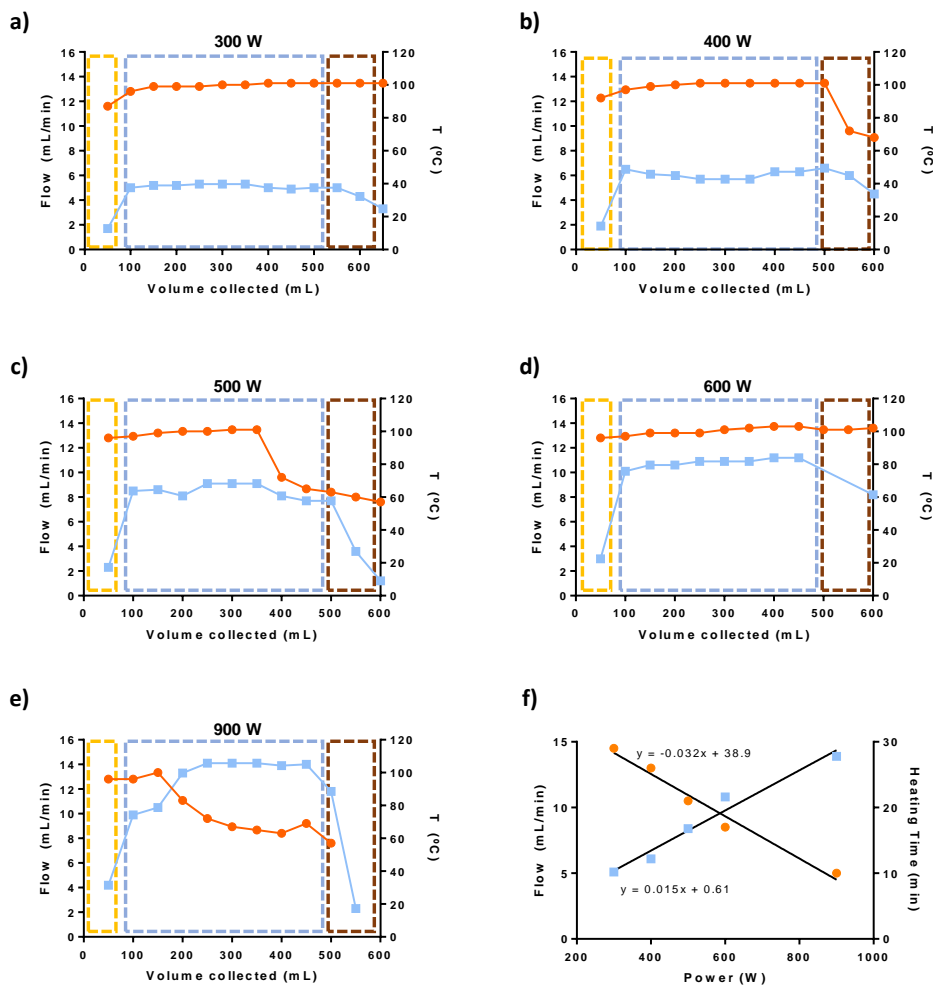 a)
300 W
16
14
12
10
8
6
4
2
0
Flow (mL/min)
120
100
80
60
40
20
0
T (ºC)
0 100 200 300 400 500 600
Volume collected (mL)
b)
400 W
16
14
12
10
8
6
4
2
0
Flow (mL/min)
120
100
80
60
40
20
0
T (ºC)
0 100 200 300 400 500 600
Volume collected (mL)
c)
500 W
16
14
12
10
8
6
4
2
0
Flow (mL/min)
120
100
80
60
40
20
0
T (ºC)
0 100 200 300 400 500 600
Volume collected (mL)
d)
600 W
16
14
12
10
8
6
4
2
0
Flow (mL/min)
120
100
80
60
40
20
0
T (ºC)
0 100 200 300 400 500 600
Volume collected (mL)
e)
900 W
16
14
12
10
8
6
4
2
0
Flow (mL/min)
120
100
80
60
40
20
0
T (ºC)
0 100 200 300 400 500 600
Volume collected (mL)
f)
15
10
5
0
Flow (mL/min)
y = -0.032x + 38.9
y = 0.015x + 0.61
30
20
10
0
Heating Time (min)
200 400 600 800 1000
Power (W)